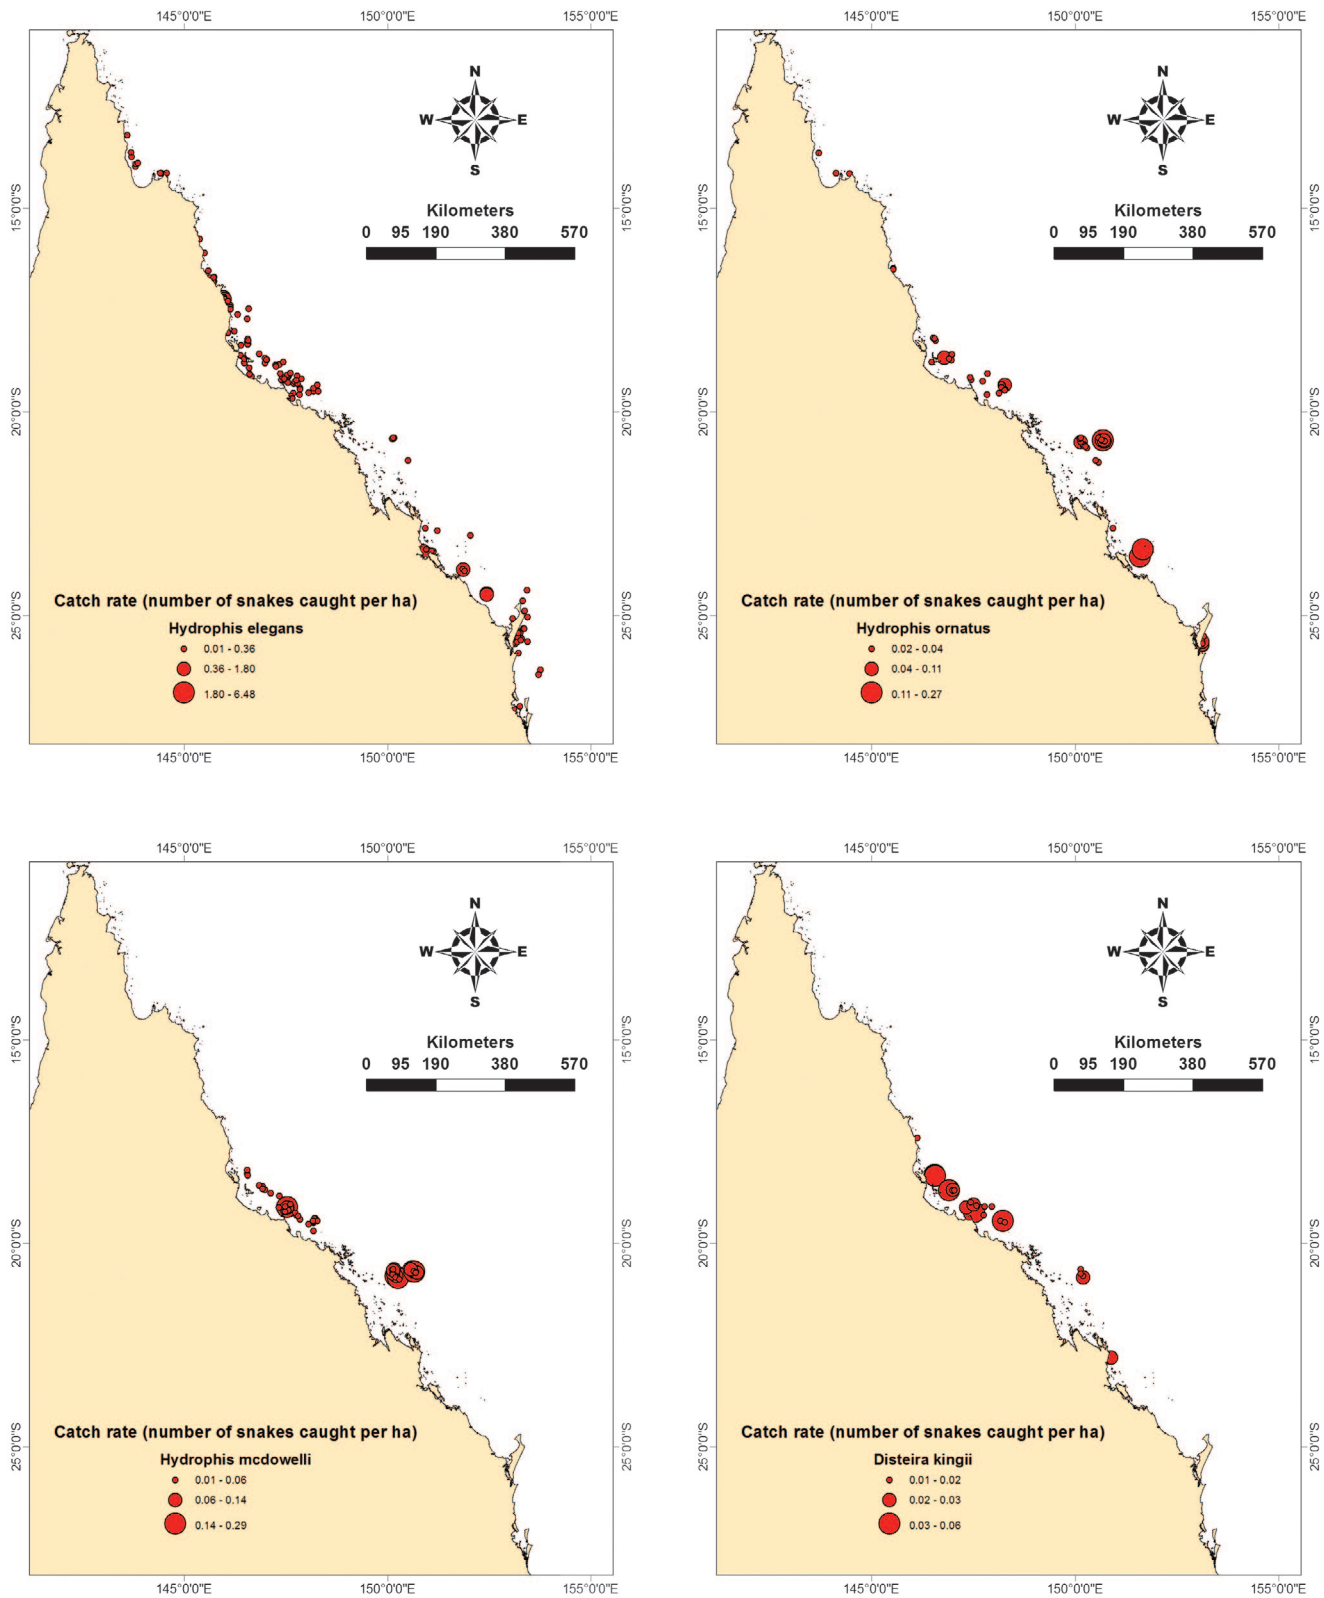 145°0'0"E 150°0'0"E 155°0'0"E
N
W E
S
Kilometers
0 95 190 380 570
15°0'0"S 15°0'0"S
20°0'0"S 20°0'0"S
25°0'0"S 25°0'0"S
Catch rate (number of snakes caught per ha)
Hydrophis elegans
0.01 - 0.36
0.36 - 1.80
1.80 - 6.48
145°0'0"E 150°0'0"E 155°0'0"E
145°0'0"E 150°0'0"E 155°0'0"E
N
W E
S
Kilometers
0 95 190 380 570
15°0'0"S 15°0'0"S
20°0'0"S 20°0'0"S
25°0'0"S 25°0'0"S
Catch rate (number of snakes caught per ha)
Hydrophis ornatus
0.02 - 0.04
0.04 - 0.11
0.11 - 0.27
145°0'0"E 150°0'0"E 155°0'0"E
145°0'0"E 150°0'0"E 155°0'0"E
N
W E
S
Kilometers
0 95 190 380 570
15°0'0"S 15°0'0"S
20°0'0"S 20°0'0"S
25°0'0"S 25°0'0"S
Catch rate (number of snakes caught per ha)
Hydrophis mcdowelli
0.01 - 0.06
0.06 - 0.14
0.14 - 0.29
145°0'0"E 150°0'0"E 155°0'0"E
145°0'0"E 150°0'0"E 155°0'0"E
N
W E
S
Kilometers
0 95 190 380 570
15°0'0"S 15°0'0"S
20°0'0"S 20°0'0"S
25°0'0"S 25°0'0"S
Catch rate (number of snakes caught per ha)
Disteira kingii
0.01 - 0.02
0.02 - 0.03
0.03 - 0.06
145°0'0"E 150°0'0"E 155°0'0"E